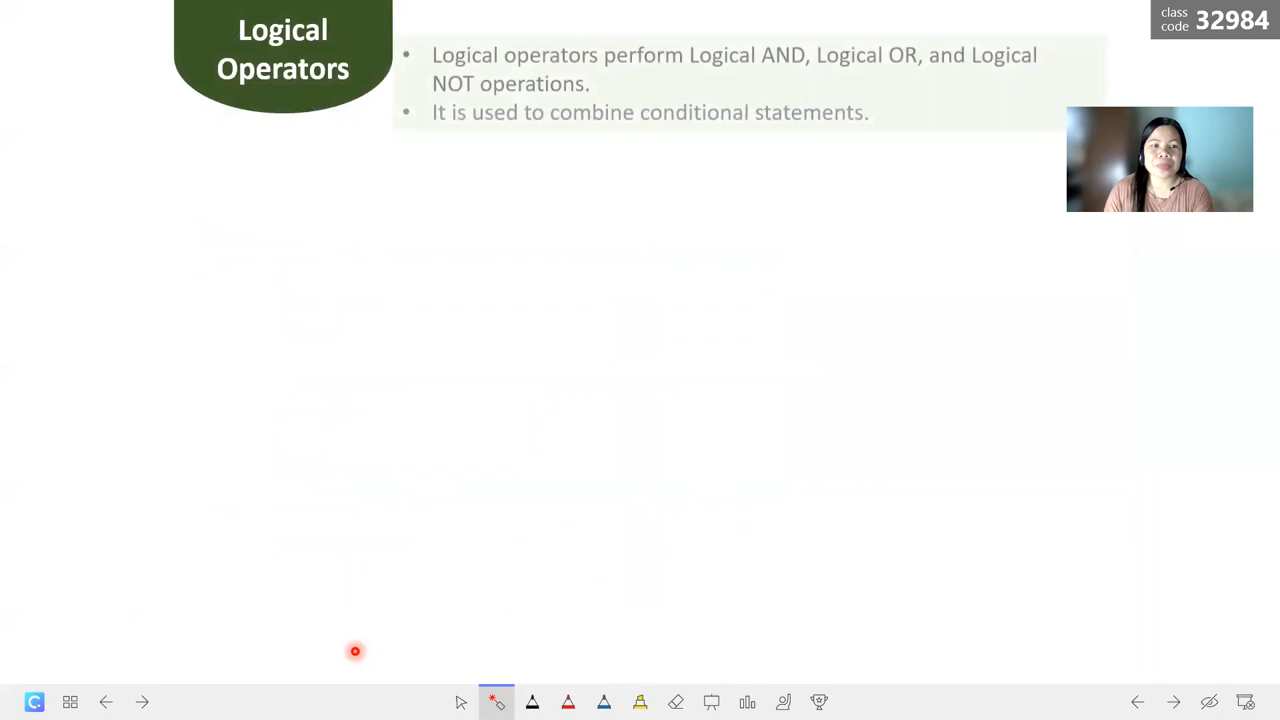 Logical
Operators
• Logical operators perform Logical AND, Logical OR, and Logical
NOT operations.
• It is used to combine conditional statements.
class
code 32984